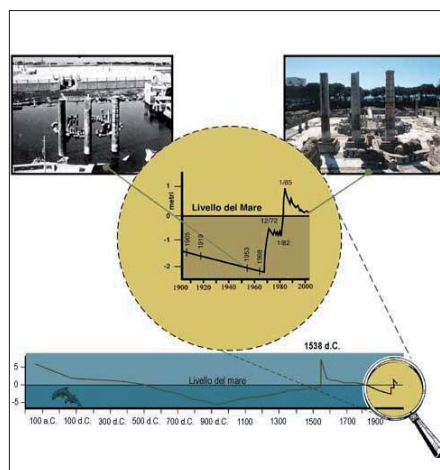 1/85
1
metri
Livello del Mare
0
12/72
-1
1/82
1905
1919
1953
1968
-2
1900
1920
1940
1960
1980
2000
1538 d.C.
5
0
-5
Livello del mare
100 a.C.
100 d.C.
300 d.C.
500 d.C.
700 d.C.
900 d.C.
1100
1300
1500
1700
1900